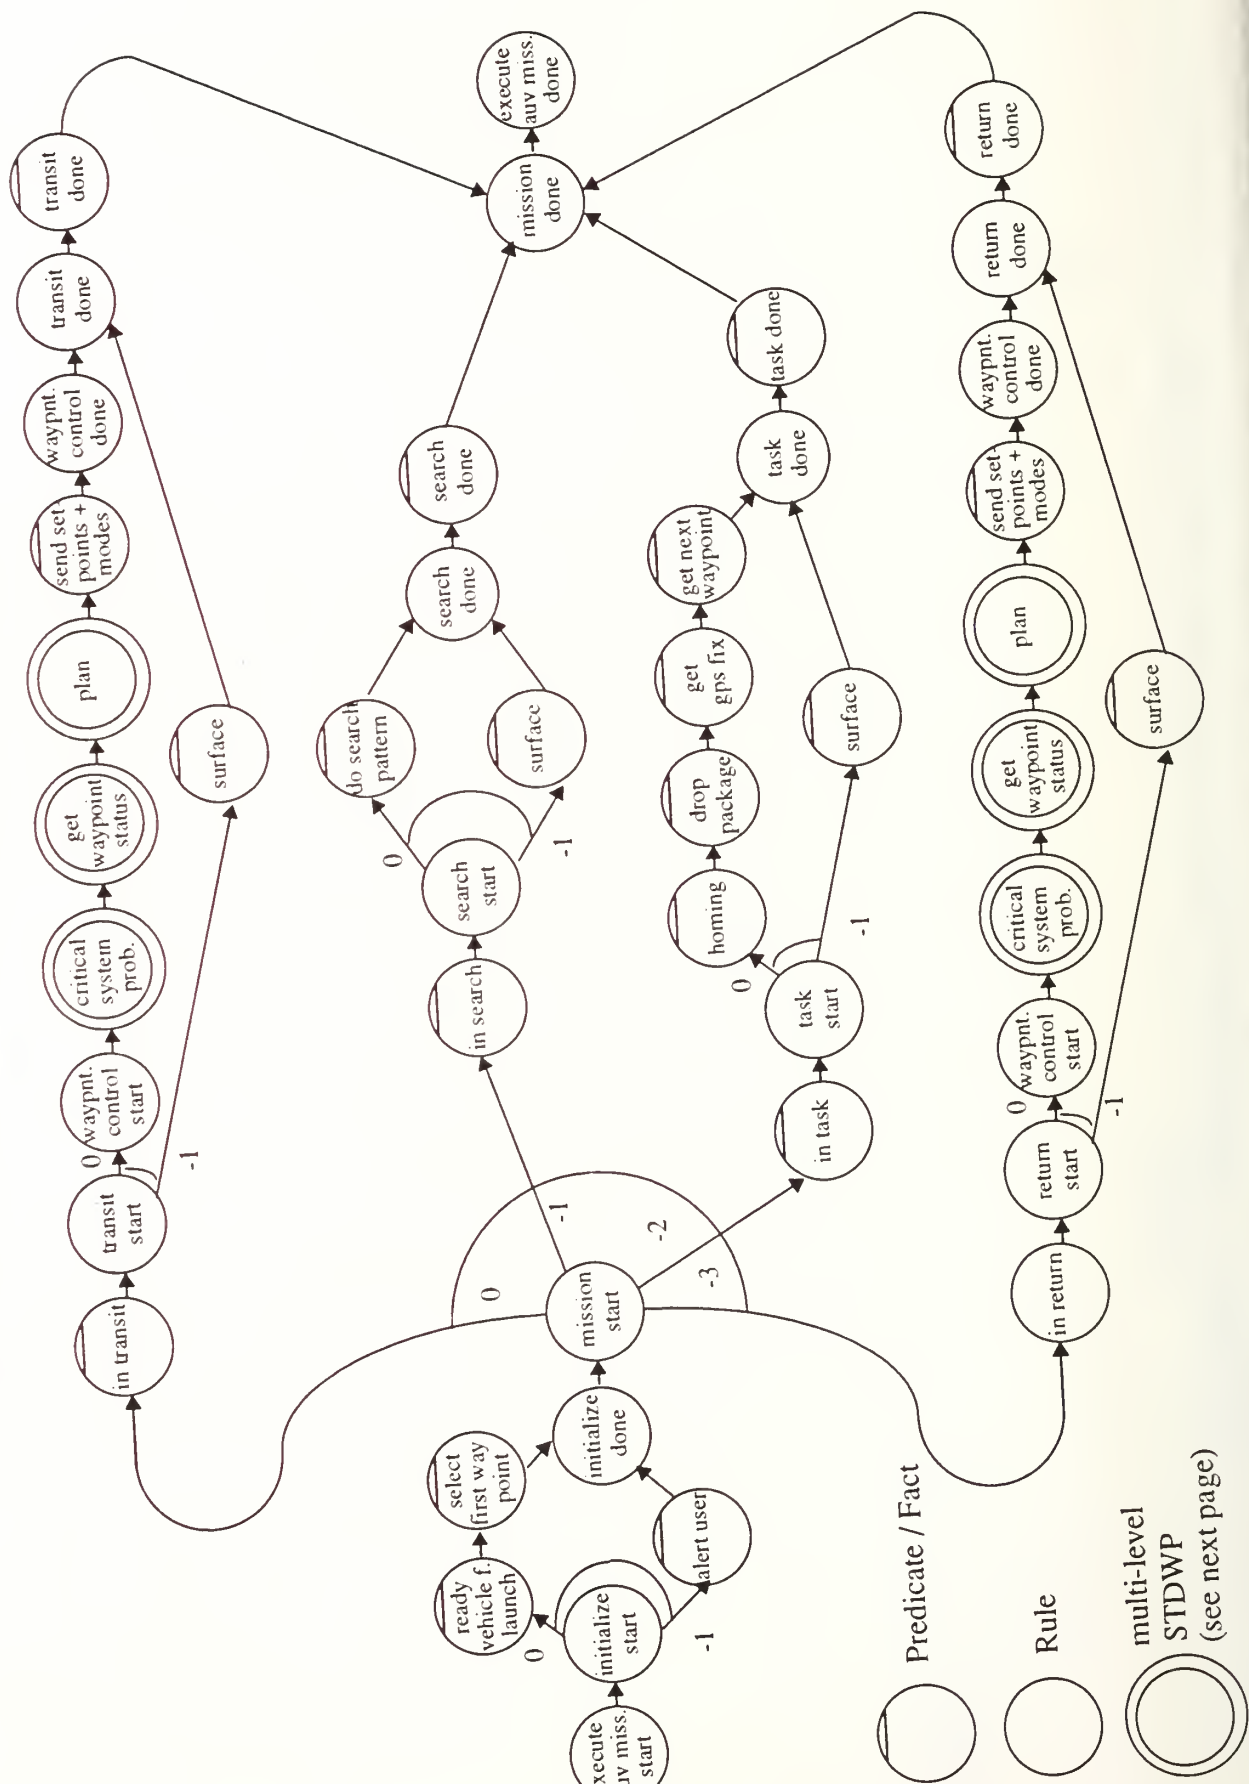 in transit
transit
start
0
-1
waypnt.
control
start
critical
system
prob.
get
waypoint
status
plan
send set-
points +
modes
waypnt.
control
done
transit
done
transit
done
surface
in search
search
start
0
-1
do search
pattern
surface
search
done
search
done
xecute
uv miss.
start
initialize
start
0
-1
ready
vehicle f.
launch
select
first way
point
alert user
initialize
done
mission
start
0
-1
-2
-3
mission
done
execute
auv miss.
done
in task
task
start
0
-1
homing
drop
package
get
gps fix
get next
waypoint
surface
task
done
task done
in return
return
start
0
-1
waypnt.
control
start
critical
system
prob.
get
waypoint
status
plan
send set-
points +
modes
waypnt.
control
done
return
done
return
done
surface
Predicate / Fact
Rule
multi-level
STDWP
(see next page)